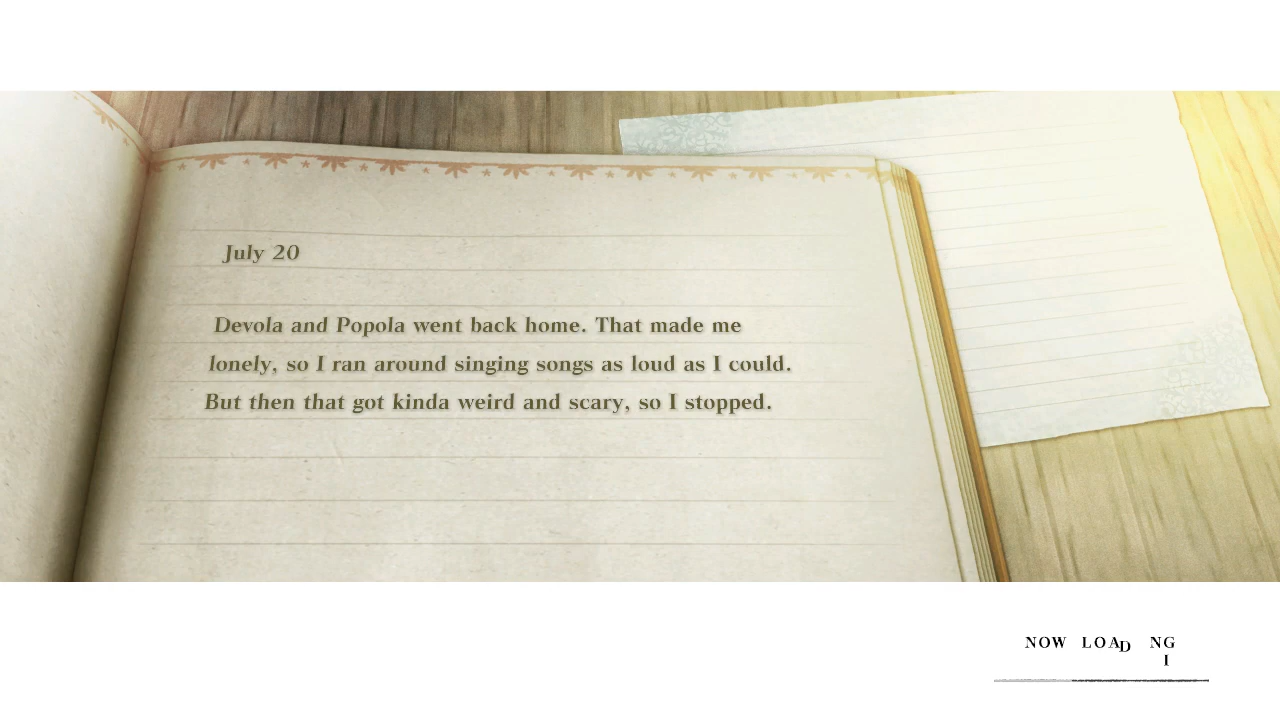 July 20
Devola and Popola went back home. That made me
lonely, so I ran around singing songs as loud as I could.
But then that got kinda weird and scary, so I stopped.
NOW LOADING